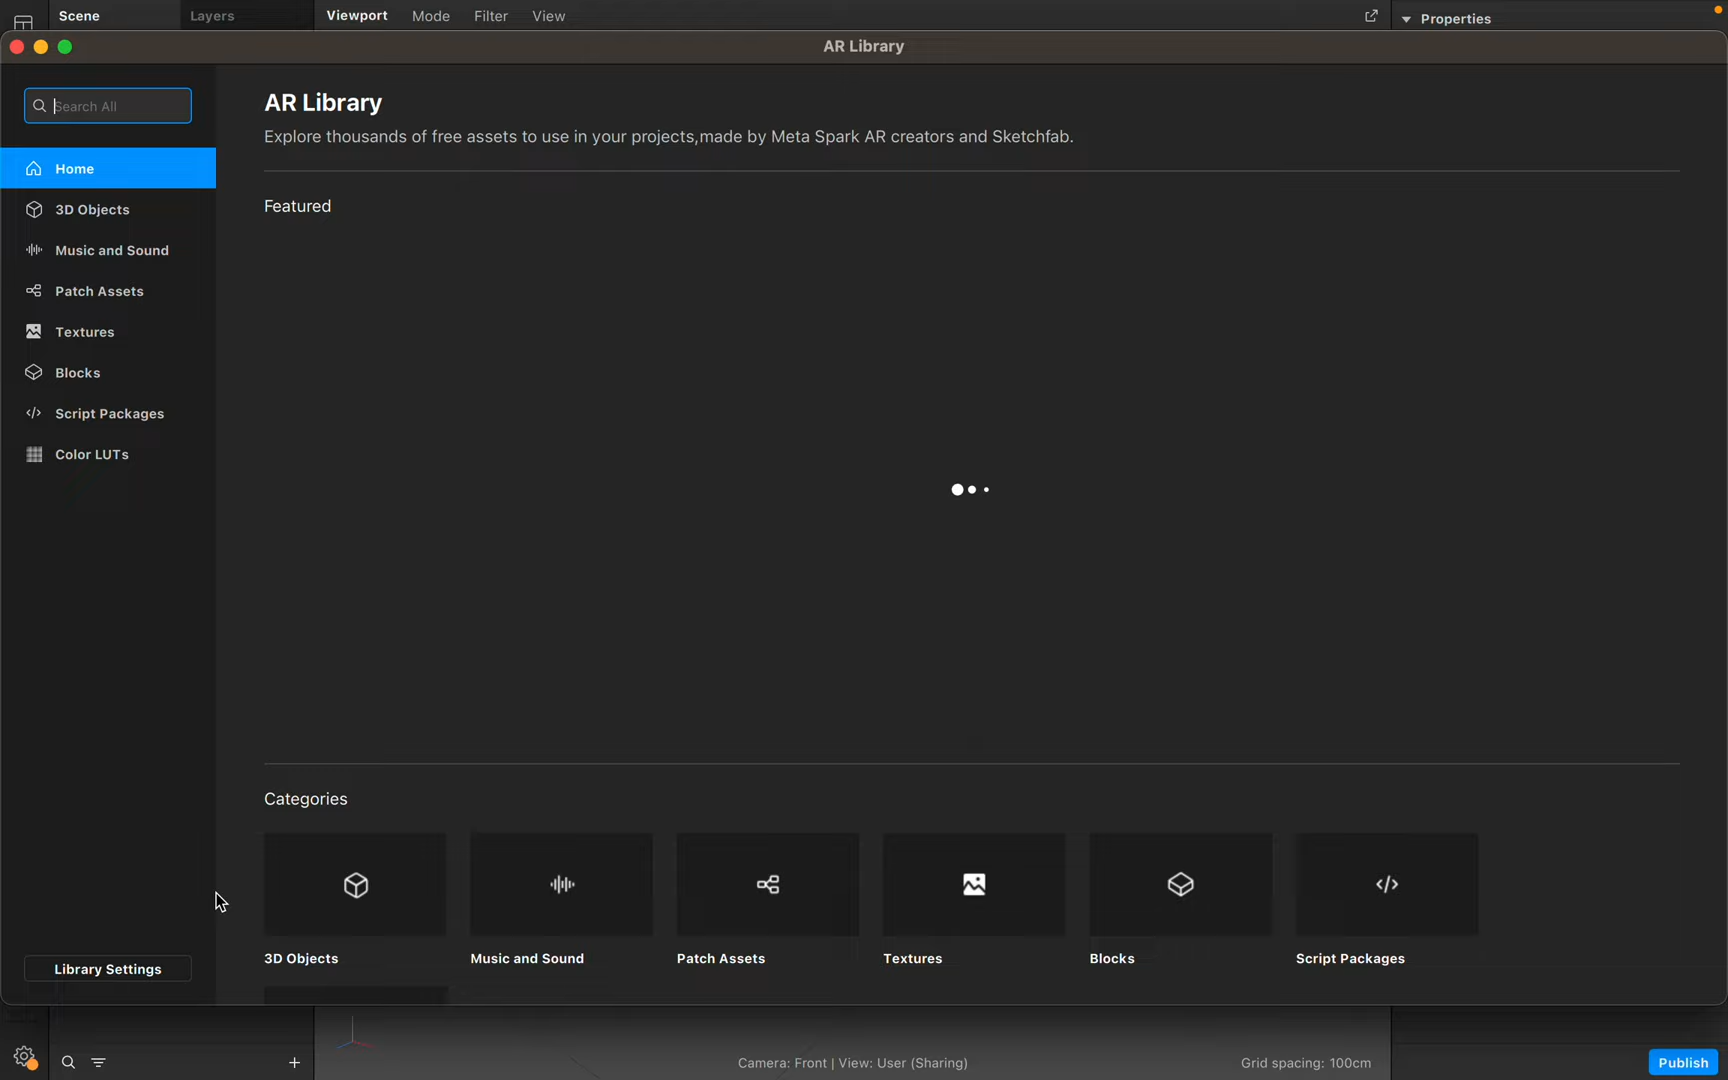 Scene Layers Viewport Mode Filter View Properties
AR Library
Search All
Home
3D Objects
Music and Sound
Patch Assets
Textures
Blocks
Script Packages
Color LUTs
Library Settings
AR Library
Explore thousands of free assets to use in your projects,made by Meta Spark AR creators and Sketchfab.
Featured
Categories
3D Objects Music and Sound Patch Assets Textures Blocks Script Packages
Camera: Front | View: User (Sharing) Grid spacing: 100cm Publish